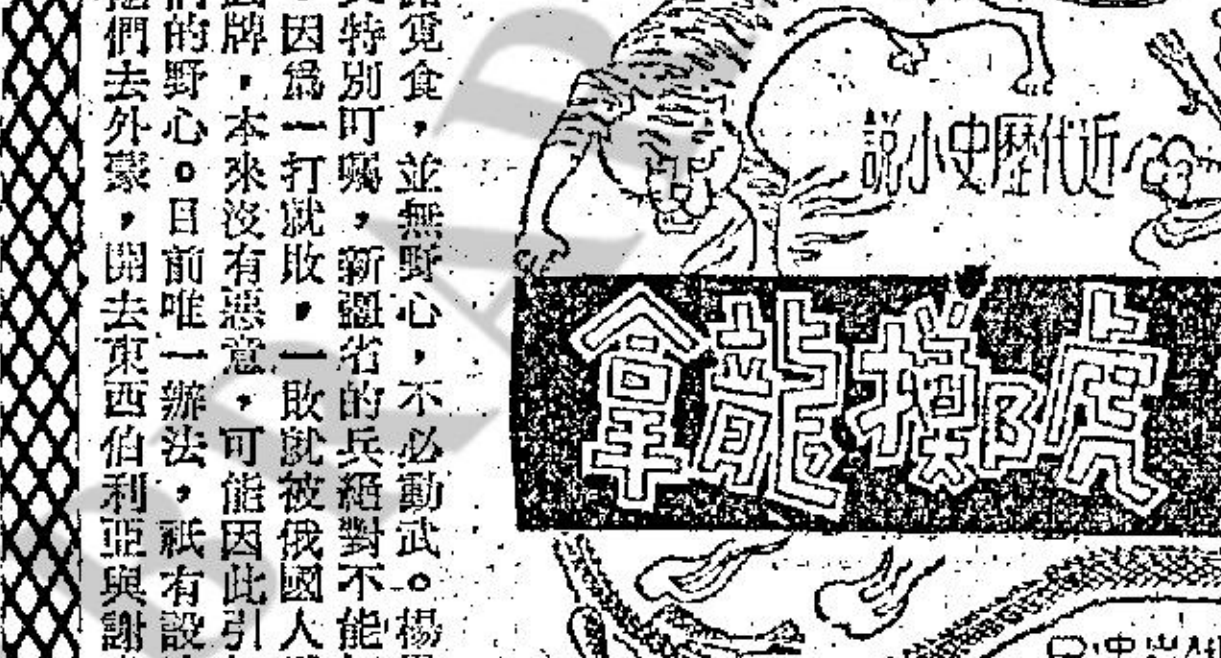 近代歷史小說
拿龍擲虎
覓食，並無野心，不必動武。楊
特別叮囑，新疆省的兵絕對不能
因爲一打就敗，一敗就被俄國人
牌，本來沒有惡意，可能因此引
的野心。目前唯一辦法，祇有設
們去外蒙，開去東西伯利亞與謝